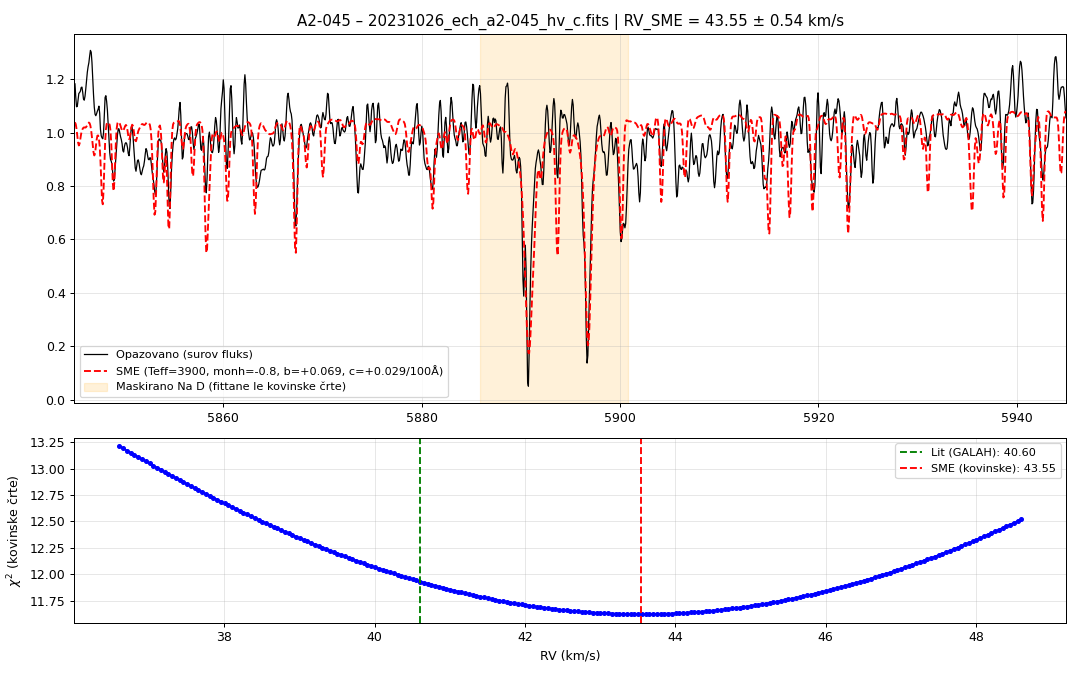 A2-045 – 20231026_ech_a2-045_hv_c.fits | RV_SME = 43.55 ± 0.54 km/s
1.2
1.0
0.8
0.6
0.4
0.2
0.0
Opazovano (surov fluks)
SME (Teff=3900, monh=-0.8, b=+0.069, c=+0.029/100Å)
Maskirano Na D (fittane le kovinske črte)
5860 5880 5900 5920 5940
13.25
13.00
12.75
12.50
12.25
12.00
11.75
χ² (kovinske črte)
Lit (GALAH): 40.60
SME (kovinske): 43.55
38 40 42 44 46 48
RV (km/s)